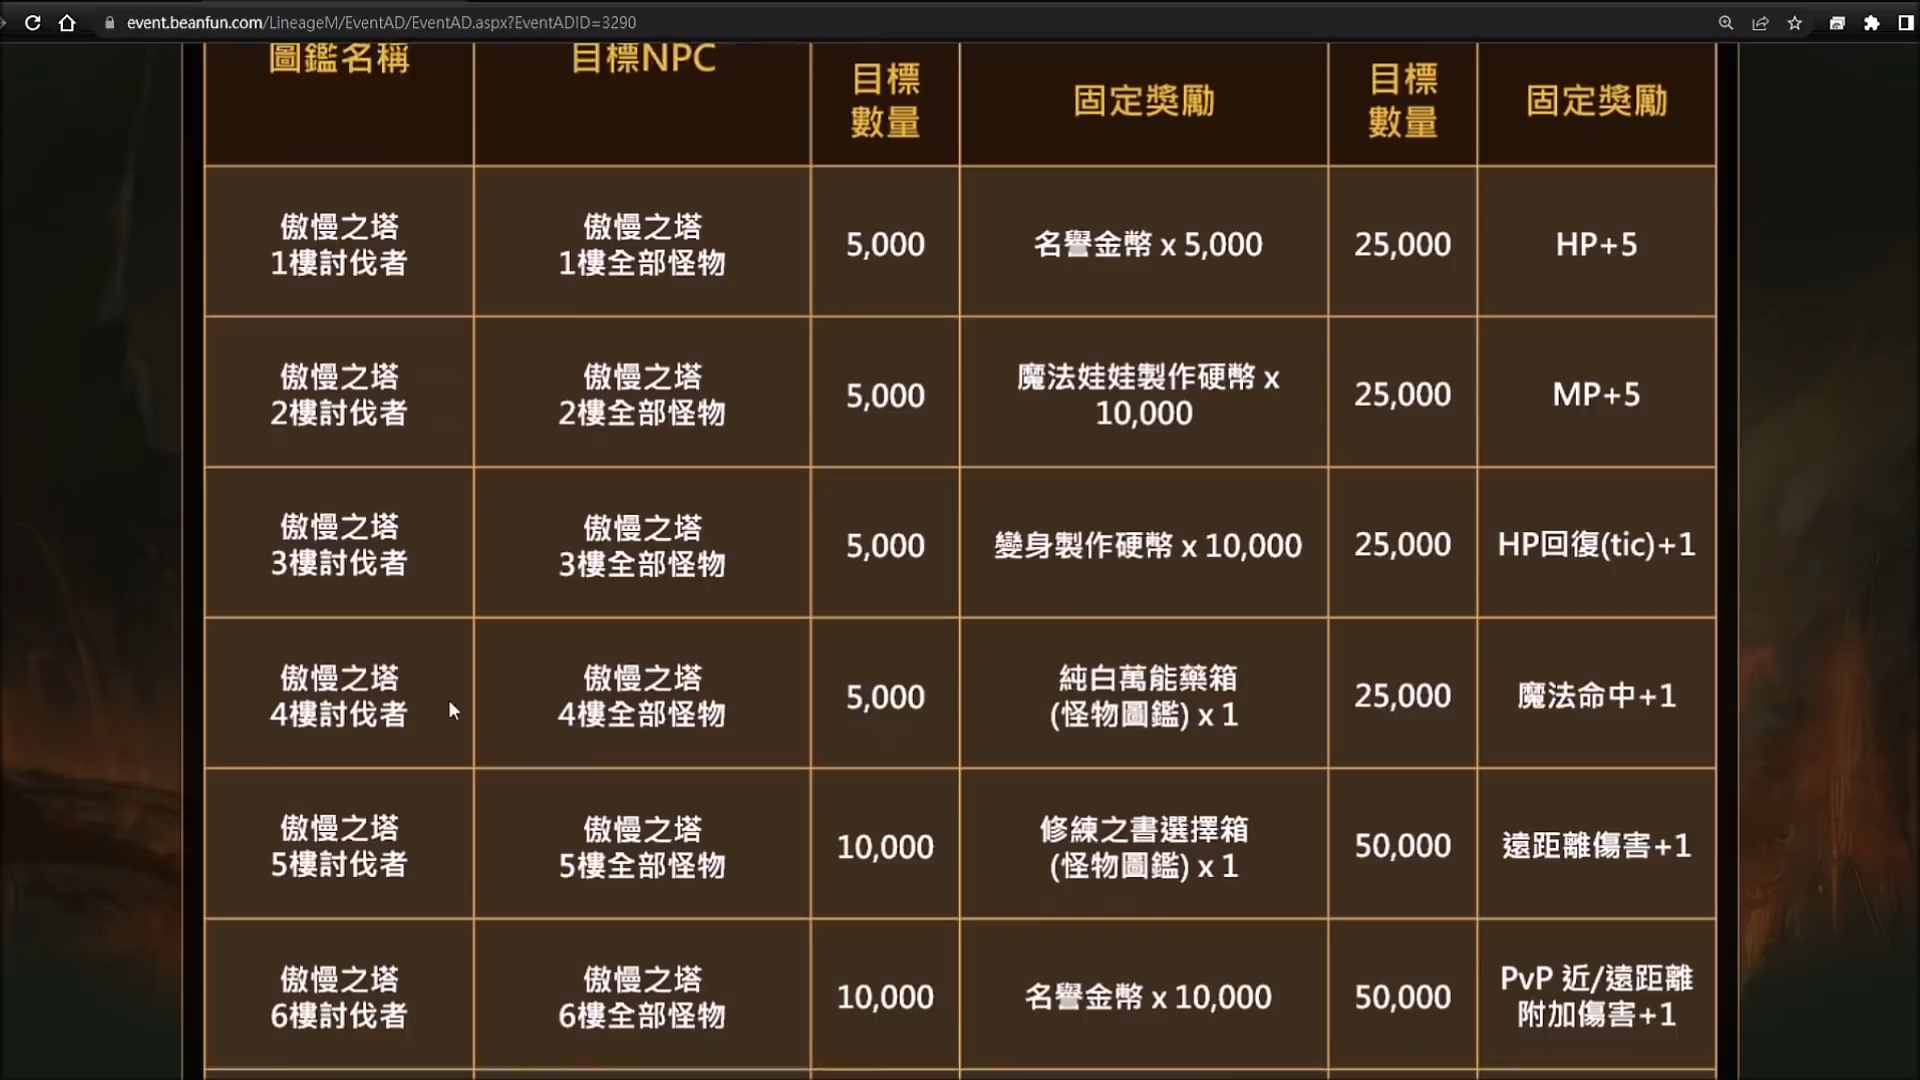 event.beanfun.com/LineageM/EventAD/EventAD.aspx?EventADID=3290
圖鑑名稱
目標NPC
目標
數量
固定獎勵
目標
數量
固定獎勵
傲慢之塔
1樓討伐者
傲慢之塔
1樓全部怪物
5,000
名譽金幣 x 5,000
25,000
HP+5
傲慢之塔
2樓討伐者
傲慢之塔
2樓全部怪物
5,000
魔法娃娃製作硬幣 x
10,000
25,000
MP+5
傲慢之塔
3樓討伐者
傲慢之塔
3樓全部怪物
5,000
變身製作硬幣 x 10,000
25,000
HP回復(tic)+1
傲慢之塔
4樓討伐者
傲慢之塔
4樓全部怪物
5,000
純白萬能藥箱
(怪物圖鑑) x 1
25,000
魔法命中+1
傲慢之塔
5樓討伐者
傲慢之塔
5樓全部怪物
10,000
修練之書選擇箱
(怪物圖鑑) x 1
50,000
遠距離傷害+1
傲慢之塔
6樓討伐者
傲慢之塔
6樓全部怪物
10,000
名譽金幣 x 10,000
50,000
PvP 近/遠距離
附加傷害+1